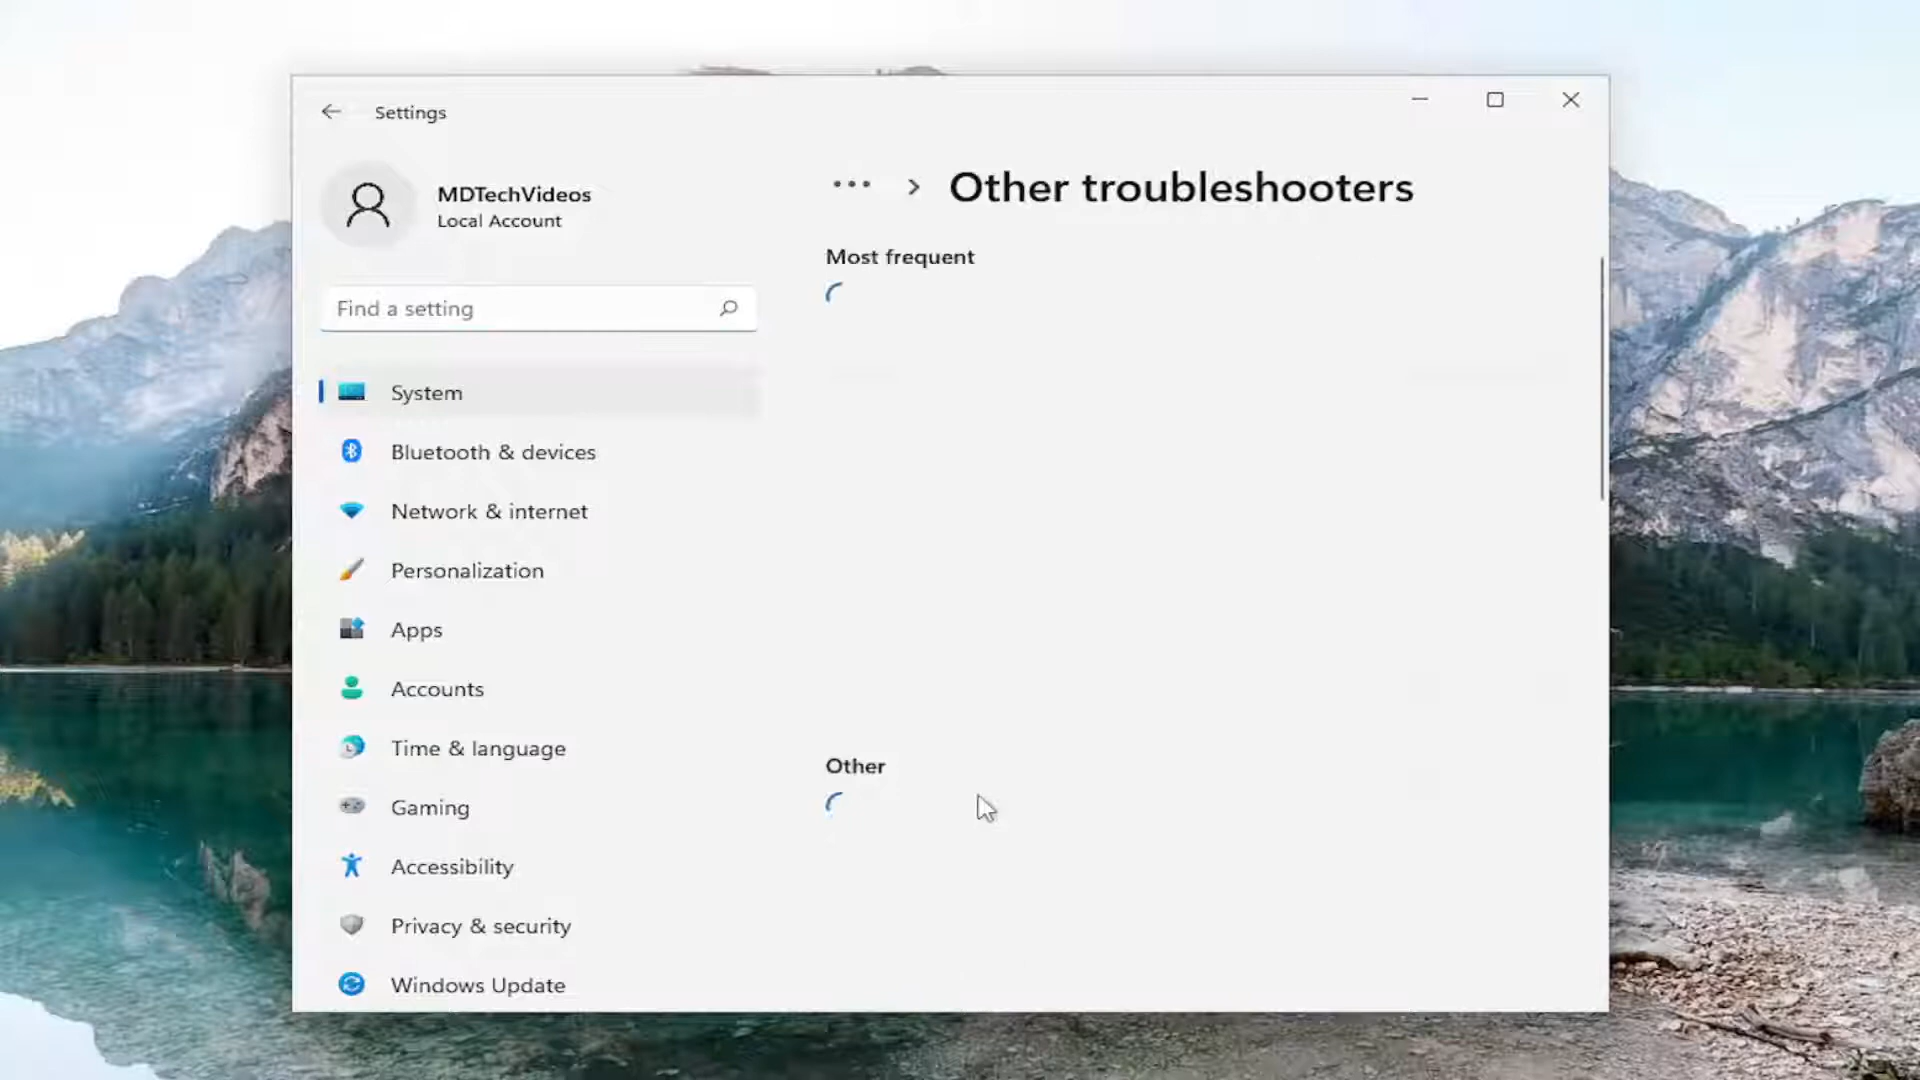 Settings
MDTechVideos
Local Account
Find a setting
System
Bluetooth & devices
Network & internet
Personalization
Apps
Accounts
Time & language
Gaming
Accessibility
Privacy & security
Windows Update
... > Other troubleshooters
Most frequent
Other